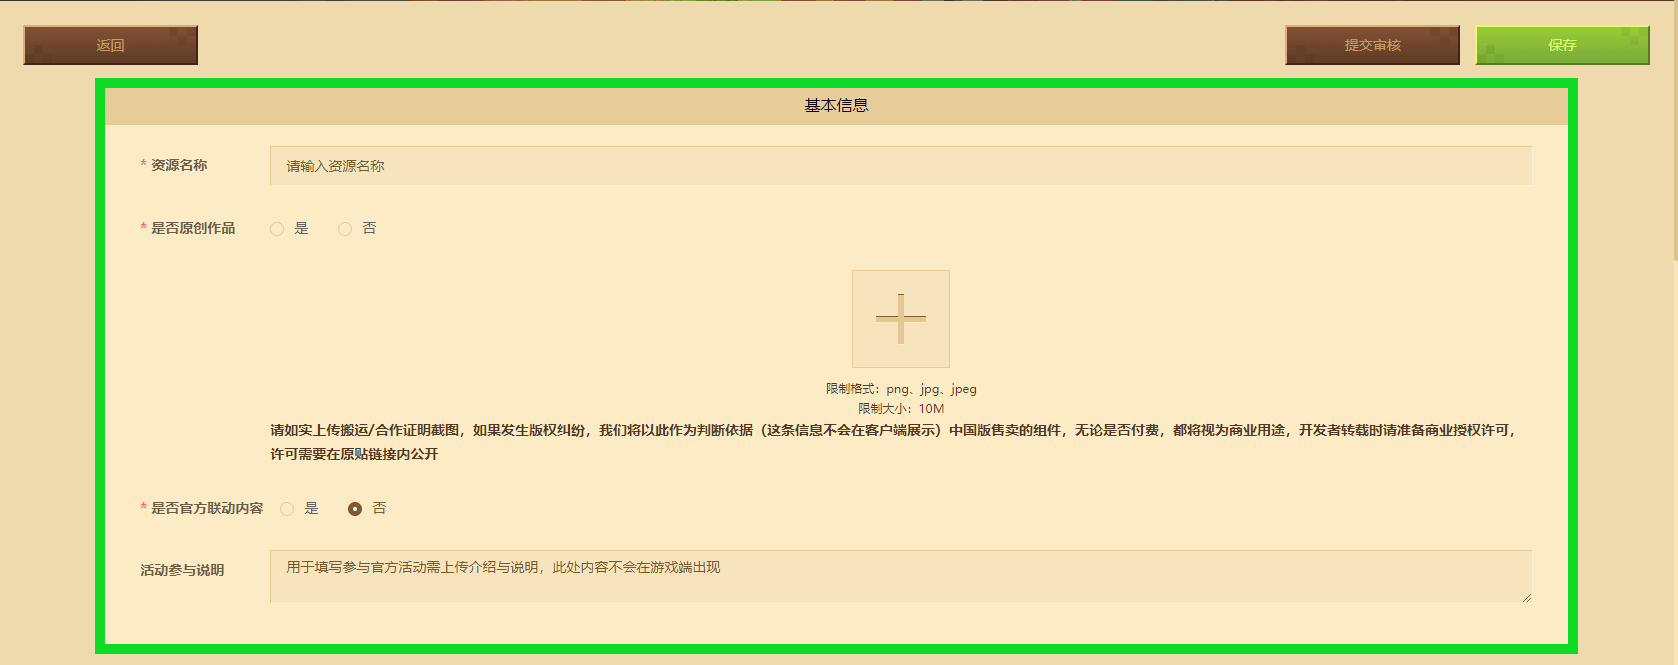 返回
提交审核
保存
基本信息
* 资源名称
请输入资源名称
* 是否原创作品
是
否
限制格式：png、jpg、jpeg
限制大小：10M
请如实上传搬运/合作证明截图，如果发生版权纠纷，我们将以此作为判断依据（这条信息不会在客户端展示）中国版售卖的组件，无论是否付费，都将视为商业用途，开发者转载时请准备商业授权许可，
许可需要在原贴链接内公开
* 是否官方联动内容
是
否
活动参与说明
用于填写参与官方活动需上传介绍与说明，此处内容不会在游戏端出现